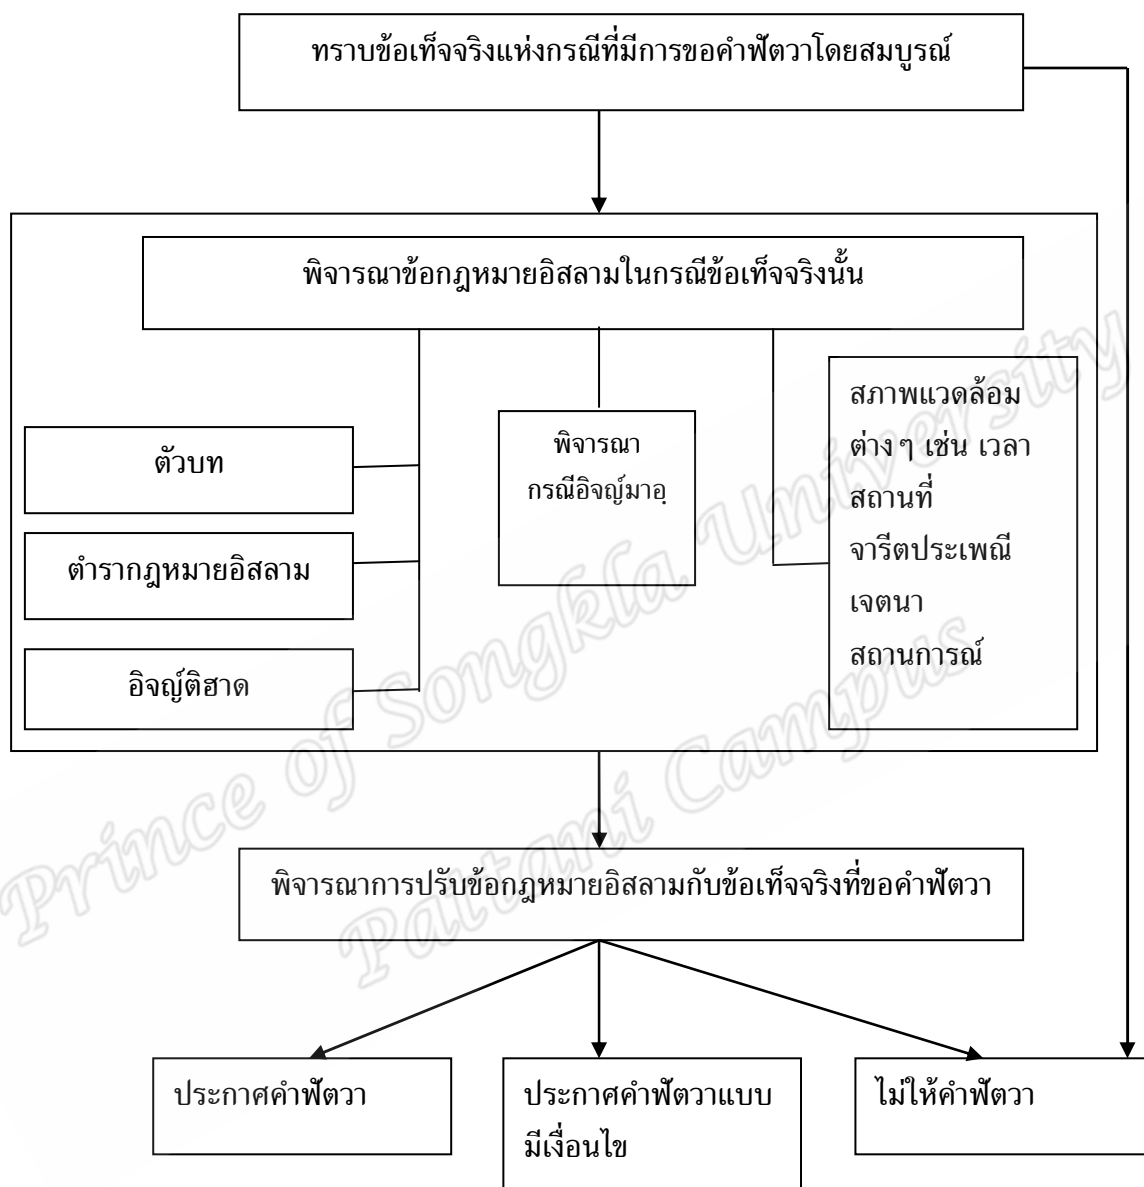 ทราบข้อเท็จจริงแห่งกรณีที่มีการขอคำฟัตวาโดยสมบูรณ์
พิจารณาข้อกฎหมายอิสลามในกรณีข้อเท็จจริงนั้น
ตัวบท
ตำรากฎหมายอิสลาม
อิจญ์ติฮาด
พิจารณา
กรณีอิจญ์มาอฺ
สภาพแวดล้อม
ต่าง ๆ เช่น เวลา
สถานที่
จารีตประเพณี
เจตนา
สถานการณ์
พิจารณาการปรับข้อกฎหมายอิสลามกับข้อเท็จจริงที่ขอคำฟัตวา
ประกาศคำฟัตวา
ประกาศคำฟัตวาแบบ
มีเงื่อนไข
ไม่ให้คำฟัตวา
Prince of Songkla University
Pattani Campus